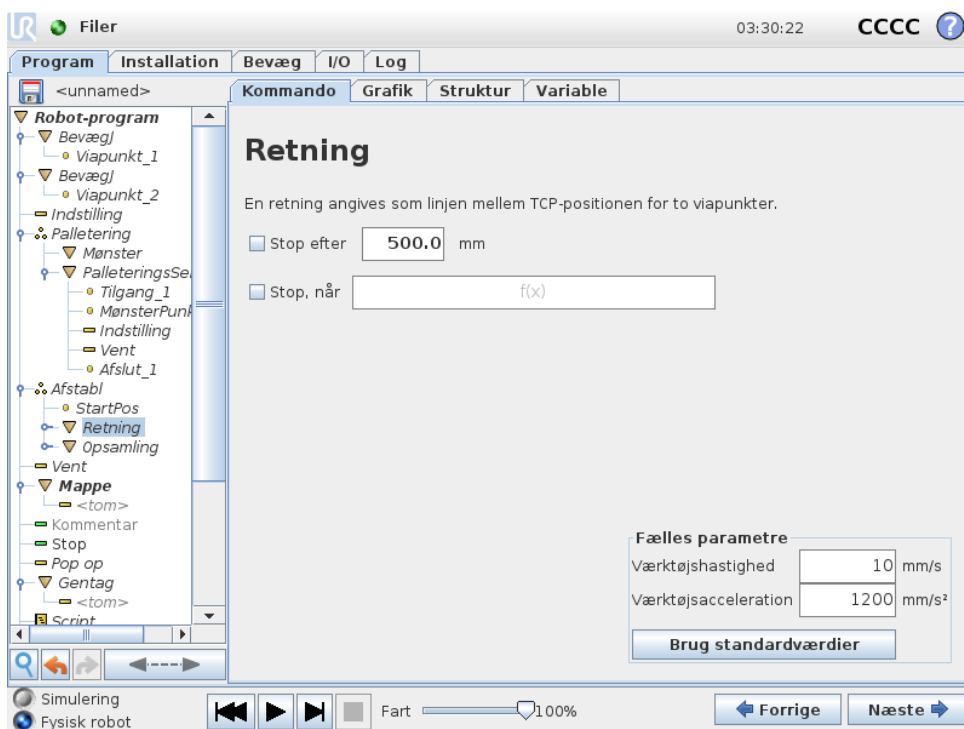 UR Filer 03:30:22 CCCC ?
Program Installation Bevæg I/O Log
<unnamed> Kommando Grafik Struktur Variable
Robot-program
BevægJ
Viapunkt_1
BevægJ
Viapunkt_2
Indstilling
Palletering
Mønster
PalleteringsSe
Tilgang_1
MønsterPunk
Indstilling
Vent
Afslut_1
Afstabl
StartPos
Retning
Opsamling
Vent
Mappe
<tom>
Kommentar
Stop
Pop op
Gentag
<tom>
Script
Retning
En retning angives som linjen mellem TCP-positionen for to viapunkter.
Stop efter 500.0 mm
Stop, når f(x)
Fælles parametre
Værktøjshastighed 10 mm/s
Værktøjsacceleration 1200 mm/s²
Brug standardværdier
Simulering
Fysisk robot
Fart 100%
Forrige Næste